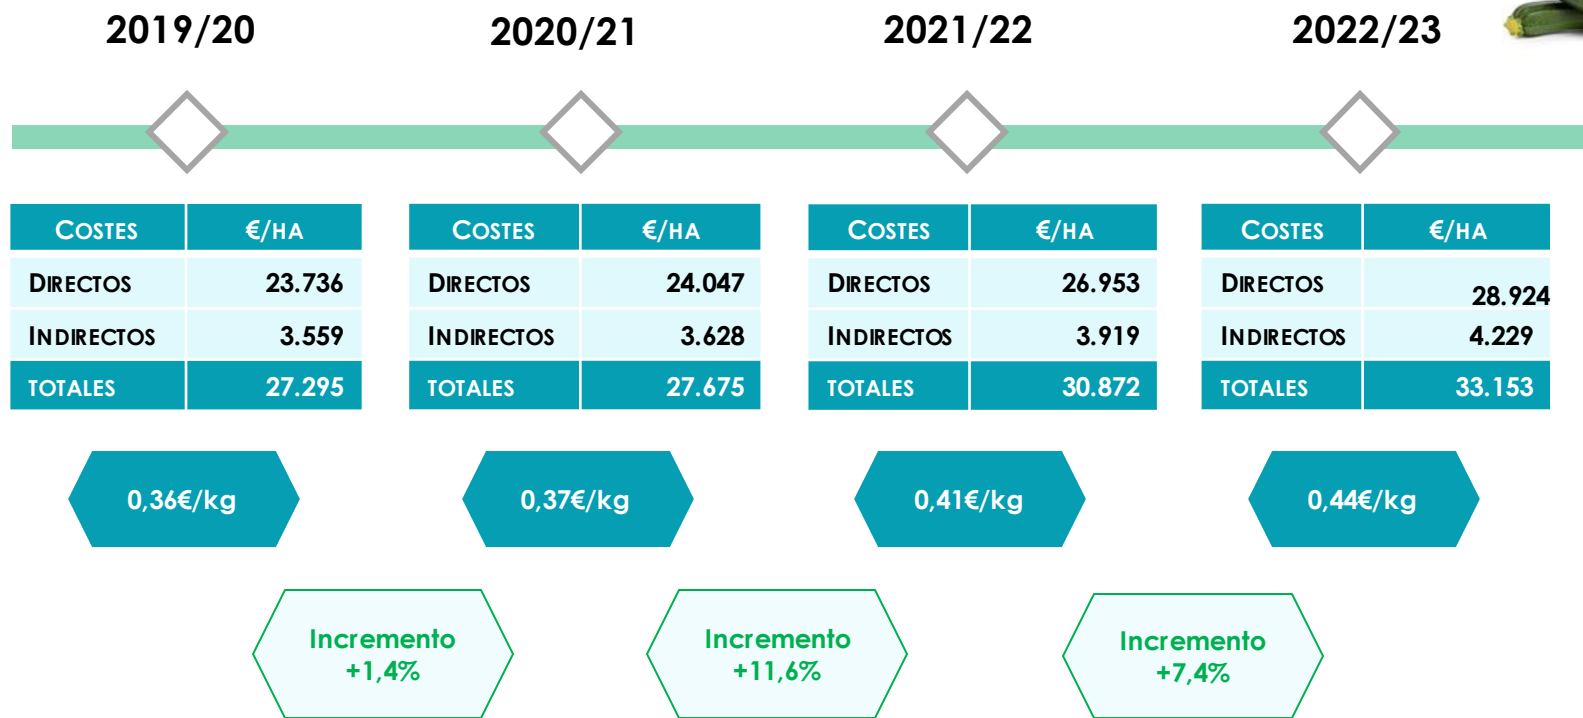 2019/20 2020/21 2021/22 2022/23
COSTES €/HA COSTES €/HA COSTES €/HA COSTES €/HA
DIRECTOS 23.736 DIRECTOS 24.047 DIRECTOS 26.953 DIRECTOS 28.924
INDIRECTOS 3.559 INDIRECTOS 3.628 INDIRECTOS 3.919 INDIRECTOS 4.229
TOTALES 27.295 TOTALES 27.675 TOTALES 30.872 TOTALES 33.153
0,36€/kg 0,37€/kg 0,41€/kg 0,44€/kg
Incremento Incremento Incremento
+1,4% +11,6% +7,4%